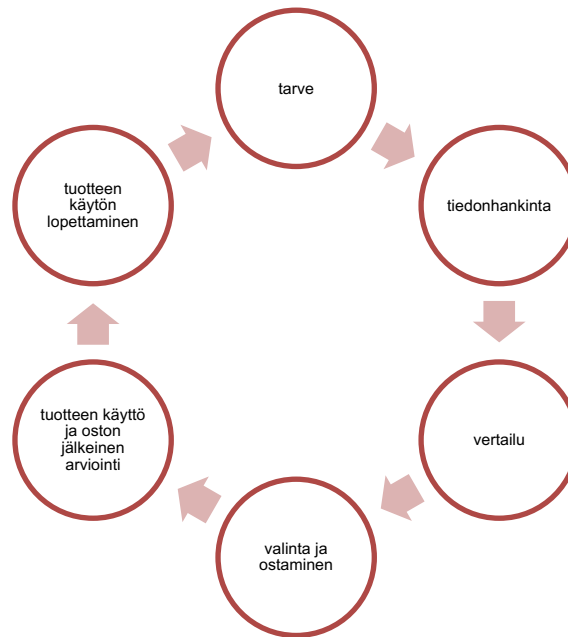 tarve
tiedonhankinta
vertailu
valinta ja
ostaminen
tuotteen käyttö
ja oston
jälkeinen
arviointi
tuotteen
käytön
lopettaminen